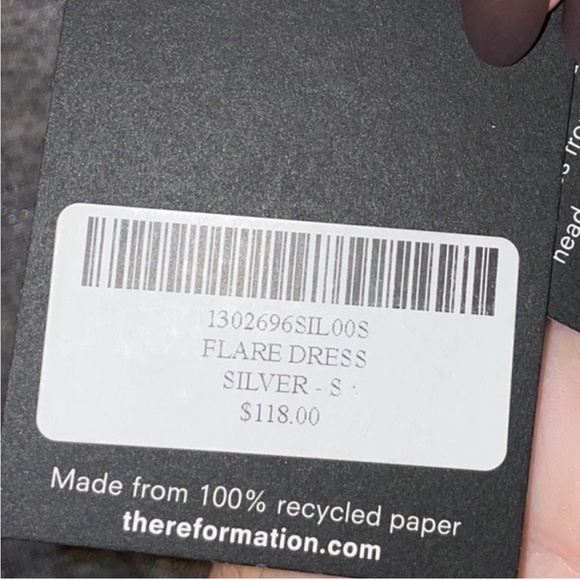 1302696SIL00S
FLARE DRESS
SILVER - S
$118.00
Made from 100% recycled paper
thereformation.com